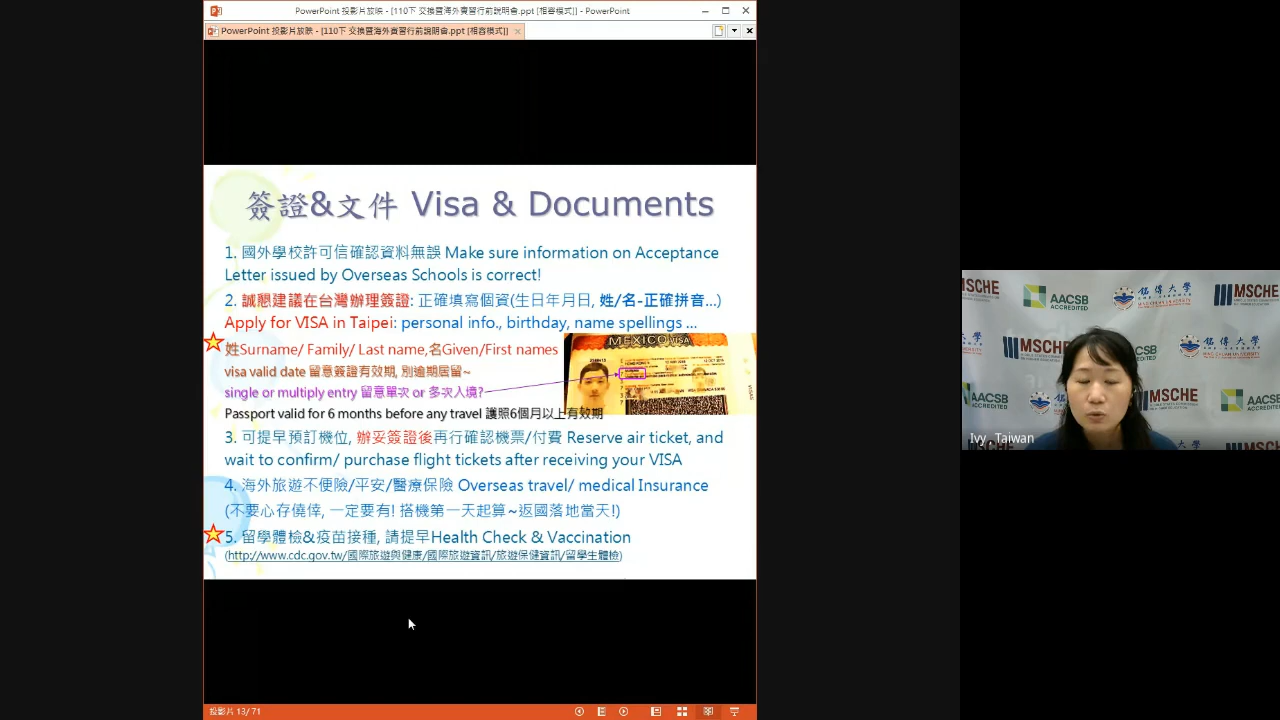 PowerPoint 投影片放映 - [110下 交換暨海外實習行前說明會.ppt [相容模式]] - PowerPoint
PowerPoint 投影片放映 - [110下 交換暨海外實習行前說明會.ppt [相容模式]]
簽證&文件 Visa & Documents
1. 國外學校許可信確認資料無誤 Make sure information on Acceptance
Letter issued by Overseas Schools is correct!
2. 誠懇建議在台灣辦理簽證: 正確填寫個資(生日年月日, 姓/名-正確拼音...)
Apply for VISA in Taipei: personal info., birthday, name spellings ...
姓Surname/ Family/ Last name,名Given/First names
visa valid date 留意簽證有效期, 別逾期居留~
single or multiply entry 留意單次 or 多次入境?
Passport valid for 6 months before any travel 護照6個月以上有效期
MEXICO VISA
3. 可提早預訂機位, 辦妥簽證後再行確認機票/付費 Reserve air ticket, and
wait to confirm/ purchase flight tickets after receiving your VISA
4. 海外旅遊不便險/平安/醫療保險 Overseas travel/ medical Insurance
(不要心存僥倖, 一定要有! 搭機第一天起算~返國落地當天!)
5. 留學體檢&疫苗接種, 請提早Health Check & Vaccination
(http://www.cdc.gov.tw/國際旅遊與健康/國際旅遊資訊/旅遊保健資訊/留學生體檢)
投影片 13/71
MSCHE
AACSB
ACCREDITED
銘傳大學
MING CHUAN UNIVERSITY
MSCHE
MSCHE
銘傳大學
AACSB
ACCREDITED
MSCHE
AACSB
Ivy , Taiwan